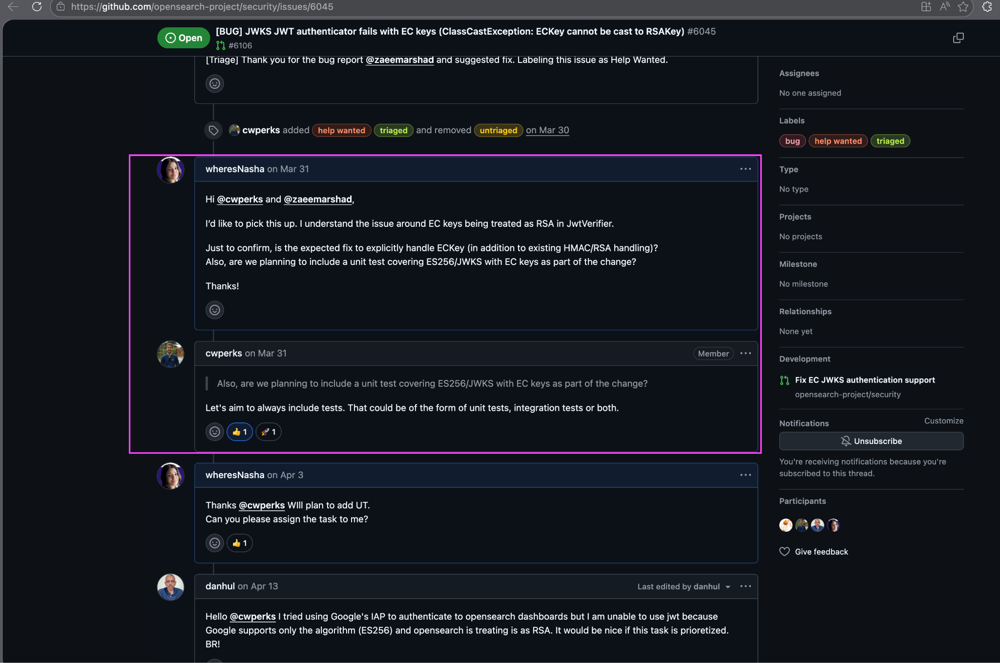 https://github.com/opensearch-project/security/issues/6045
Open
[BUG] JWKS JWT authenticator fails with EC keys (ClassCastException: ECKey cannot be cast to RSAKey) #6045
#6106
[Triage] Thank you for the bug report @zaeemarshad and suggested fix. Labeling this issue as Help Wanted.
cwperks added help wanted triaged and removed untriaged on Mar 30
wheresNasha on Mar 31
Hi @cwperks and @zaeemarshad,
I’d like to pick this up. I understand the issue around EC keys being treated as RSA in JwtVerifier.
Just to confirm, is the expected fix to explicitly handle ECKey (in addition to existing HMAC/RSA handling)?
Also, are we planning to include a unit test covering ES256/JWKS with EC keys as part of the change?
Thanks!
cwperks on Mar 31
Member
Also, are we planning to include a unit test covering ES256/JWKS with EC keys as part of the change?
Let's aim to always include tests. That could be of the form of unit tests, integration tests or both.
👍 1 🚀 1
wheresNasha on Apr 3
Thanks @cwperks WIll plan to add UT.
Can you please assign the task to me?
👍 1
danhul on Apr 13
Last edited by danhul
Hello @cwperks I tried using Google's IAP to authenticate to opensearch dashboards but I am unable to use jwt because
Google supports only the algorithm (ES256) and opensearch is treating is as RSA. It would be nice if this task is prioretized.
BR!
Assignees
No one assigned
Labels
bug help wanted triaged
Type
No type
Projects
No projects
Milestone
No milestone
Relationships
None yet
Development
Fix EC JWKS authentication support
opensearch-project/security
Notifications
Customize
Unsubscribe
You're receiving notifications because you're
subscribed to this thread.
Participants
Give feedback